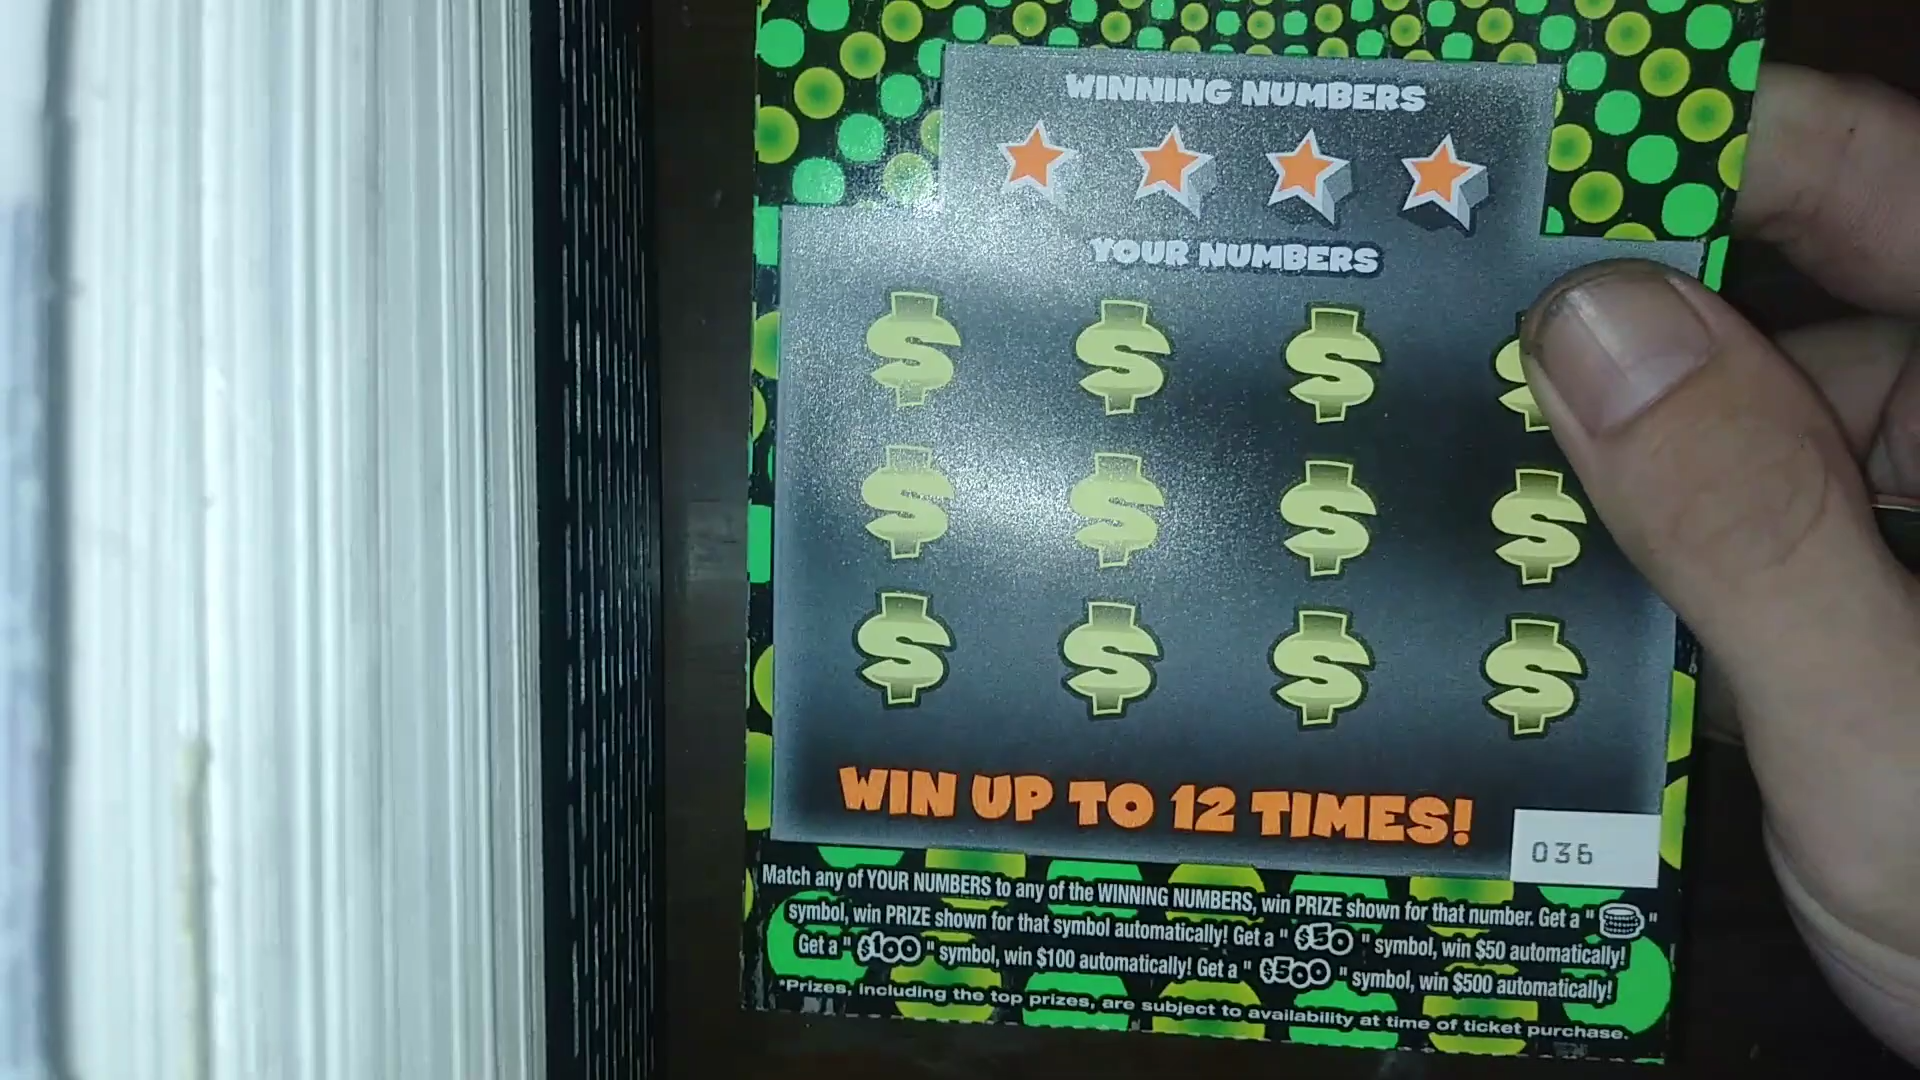 WINNING NUMBERS
YOUR NUMBERS
$ $ $ $
$ $ $ $
$ $ $ $
WIN UP TO 12 TIMES!
036
Match any of YOUR NUMBERS to any of the WINNING NUMBERS, win PRIZE shown for that number. Get a " "
symbol, win PRIZE shown for that symbol automatically! Get a " $50 " symbol, win $50 automatically!
Get a " $100 " symbol, win $100 automatically! Get a " $500 " symbol, win $500 automatically!
*Prizes, including the top prizes, are subject to availability at time of ticket purchase.